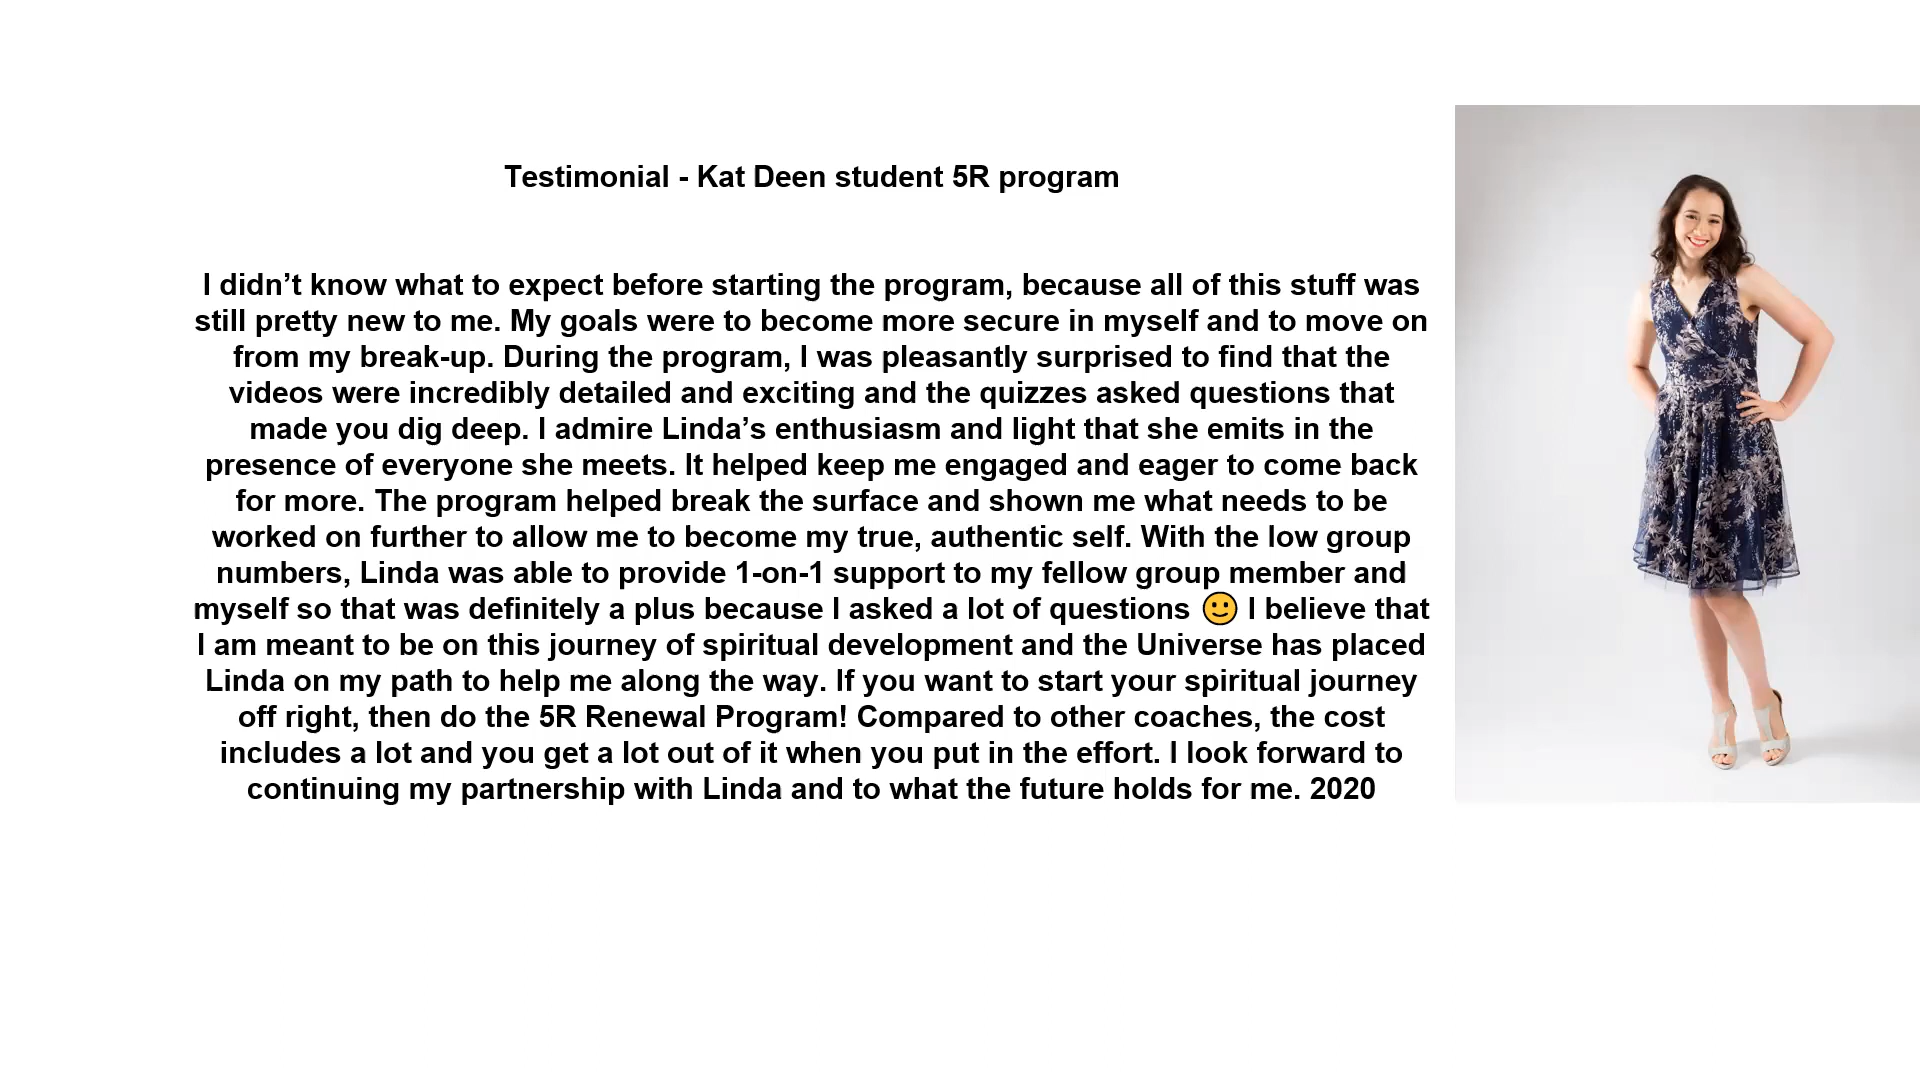 Testimonial - Kat Deen student 5R program
I didn’t know what to expect before starting the program, because all of this stuff was
still pretty new to me. My goals were to become more secure in myself and to move on
from my break-up. During the program, I was pleasantly surprised to find that the
videos were incredibly detailed and exciting and the quizzes asked questions that
made you dig deep. I admire Linda’s enthusiasm and light that she emits in the
presence of everyone she meets. It helped keep me engaged and eager to come back
for more. The program helped break the surface and shown me what needs to be
worked on further to allow me to become my true, authentic self. With the low group
numbers, Linda was able to provide 1-on-1 support to my fellow group member and
myself so that was definitely a plus because I asked a lot of questions 🙂 I believe that
I am meant to be on this journey of spiritual development and the Universe has placed
Linda on my path to help me along the way. If you want to start your spiritual journey
off right, then do the 5R Renewal Program! Compared to other coaches, the cost
includes a lot and you get a lot out of it when you put in the effort. I look forward to
continuing my partnership with Linda and to what the future holds for me. 2020